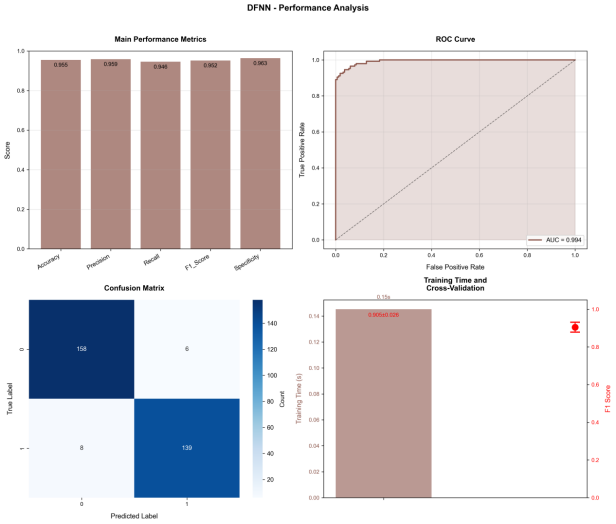 DFNN - Performance Analysis
Main Performance Metrics
1.0
0.8
0.6
0.4
0.2
0.0
Score
0.955
0.959
0.946
0.952
0.963
Accuracy
Precision
Recall
F1_Score
Specificity
ROC Curve
1.0
0.8
0.6
0.4
0.2
0.0
True Positive Rate
AUC = 0.994
0.0
0.2
0.4
0.6
0.8
1.0
False Positive Rate
Confusion Matrix
0
1
True Label
158
6
8
139
0
1
Predicted Label
140
120
100
80
60
40
20
Count
Training Time and
Cross-Validation
0.15s
0.905±0.026
0.14
0.12
0.10
0.08
0.06
0.04
0.02
0.00
Training Time (s)
1.0
0.8
0.6
0.4
0.2
0.0
F1 Score